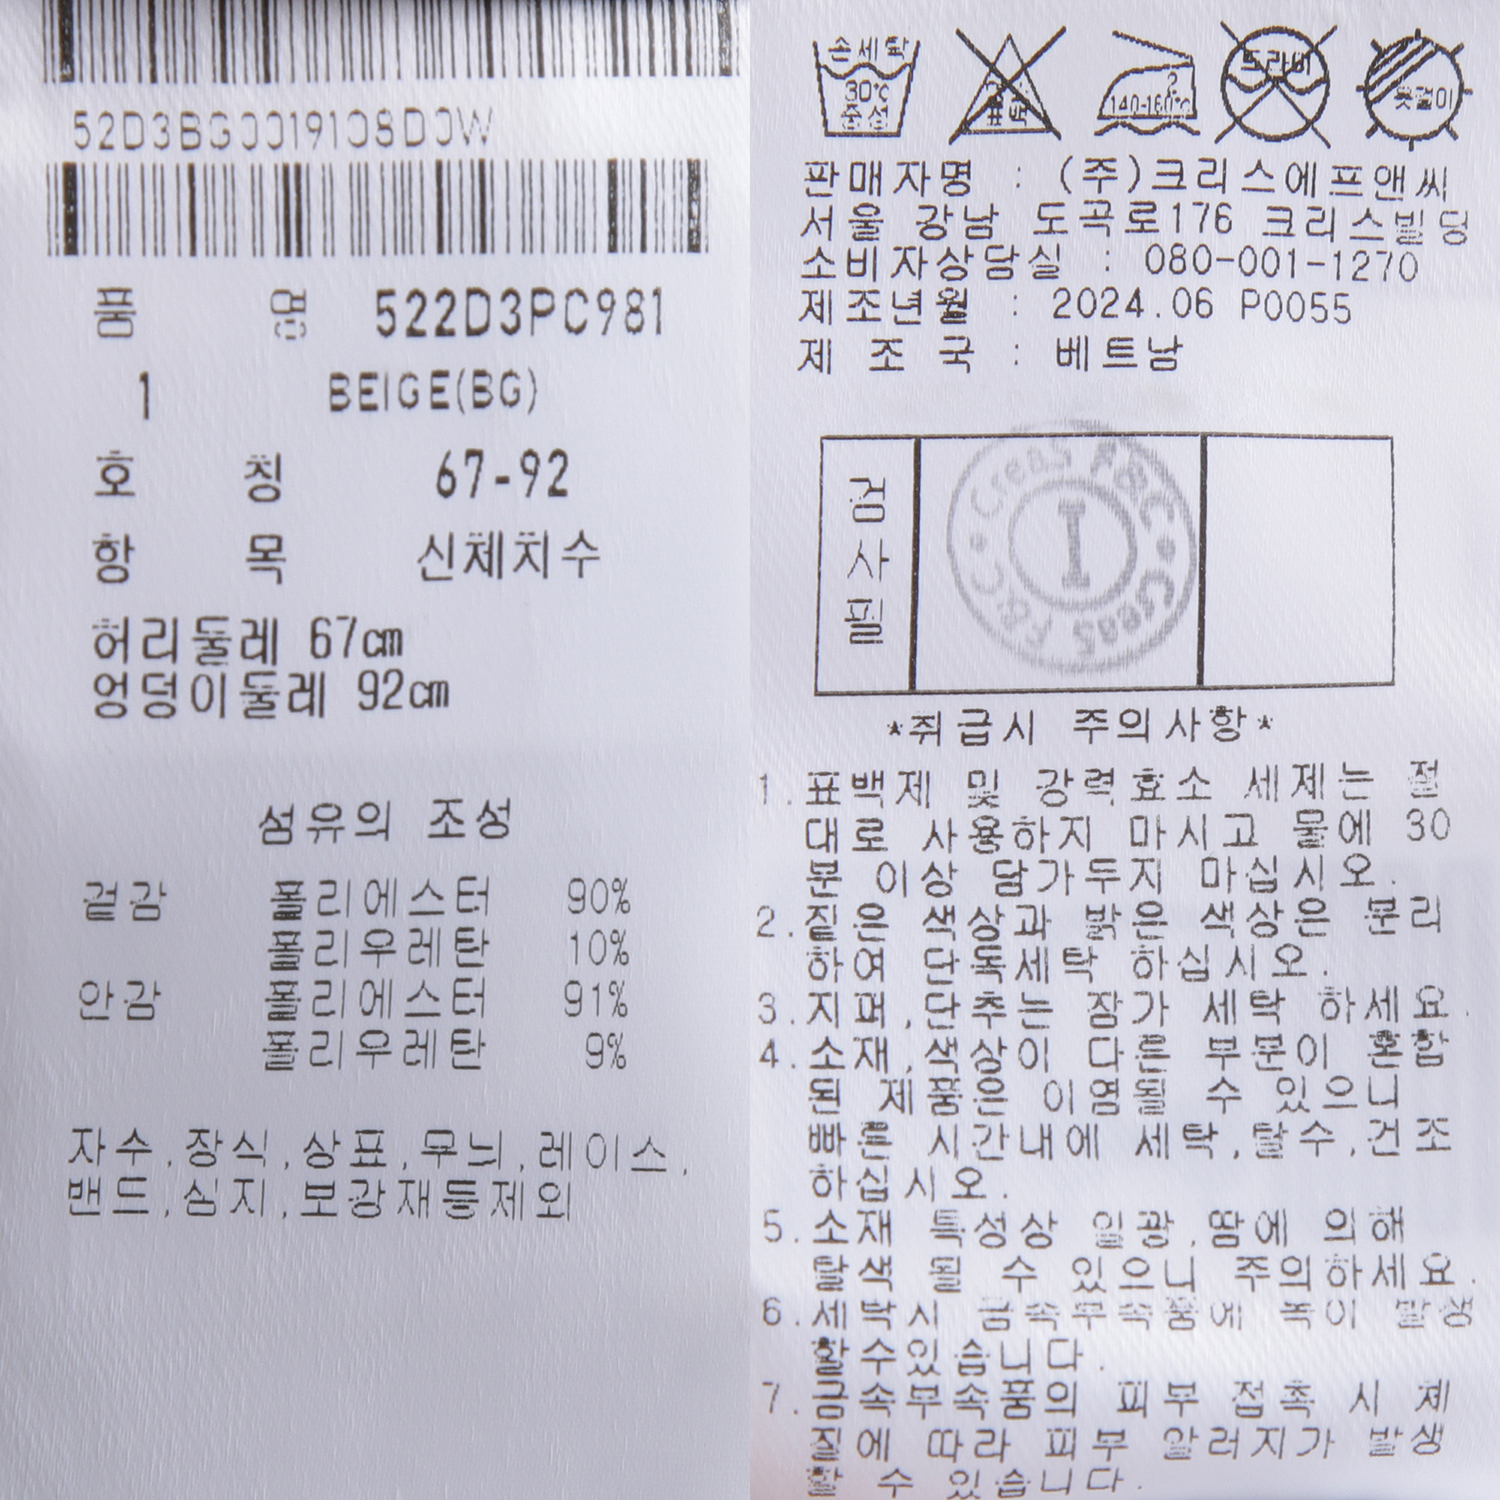 52D3BG0019108D0W
품 명 522D3PC981
1 BEIGE(BG)
호 칭 67-92
항 목 신체치수
허리둘레 67cm
엉덩이둘레 92cm
섬유의 조성
겉감 폴리에스터 90%
폴리우레탄 10%
안감 폴리에스터 91%
폴리우레탄 9%
자수,장식,상표,무늬,레이스,
밴드,심지,보강재등제외
손세탁
30℃
중성
표백
2
140-160℃
드라이
옷걸이
판매자명 : (주)크리스에프앤씨
서울 강남 도곡로176 크리스빌딩
소비자상담실 : 080-001-1270
제조년월 : 2024.06 P0055
제 조 국 : 베트남
검사필
Creas F&C
I
Creas F&C
*취급시 주의사항*
1.표백제 및 강력효소 세제는 절
대로 사용하지 마시고 물에 30
분 이상 담가두지 마십시오.
2.짙은 색상과 밝은 색상은 분리
하여 단독세탁 하십시오.
3.지퍼,단추는 잠가 세탁 하세요.
4.소재,색상이 다른 부분이 혼합
된 제품은 이염될 수 있으니
빠른 시간내에 세탁,탈수,건조
하십시오.
5.소재 특성상 일광,땀에 의해
탈색 될 수 있으니 주의하세요.
6.세탁시 금속부속품에 녹이 발생
할수있습니다.
7.금속부속품의 피부 접촉 시 체
질에 따라 피부 알러지가 발생
할 수 있습니다.